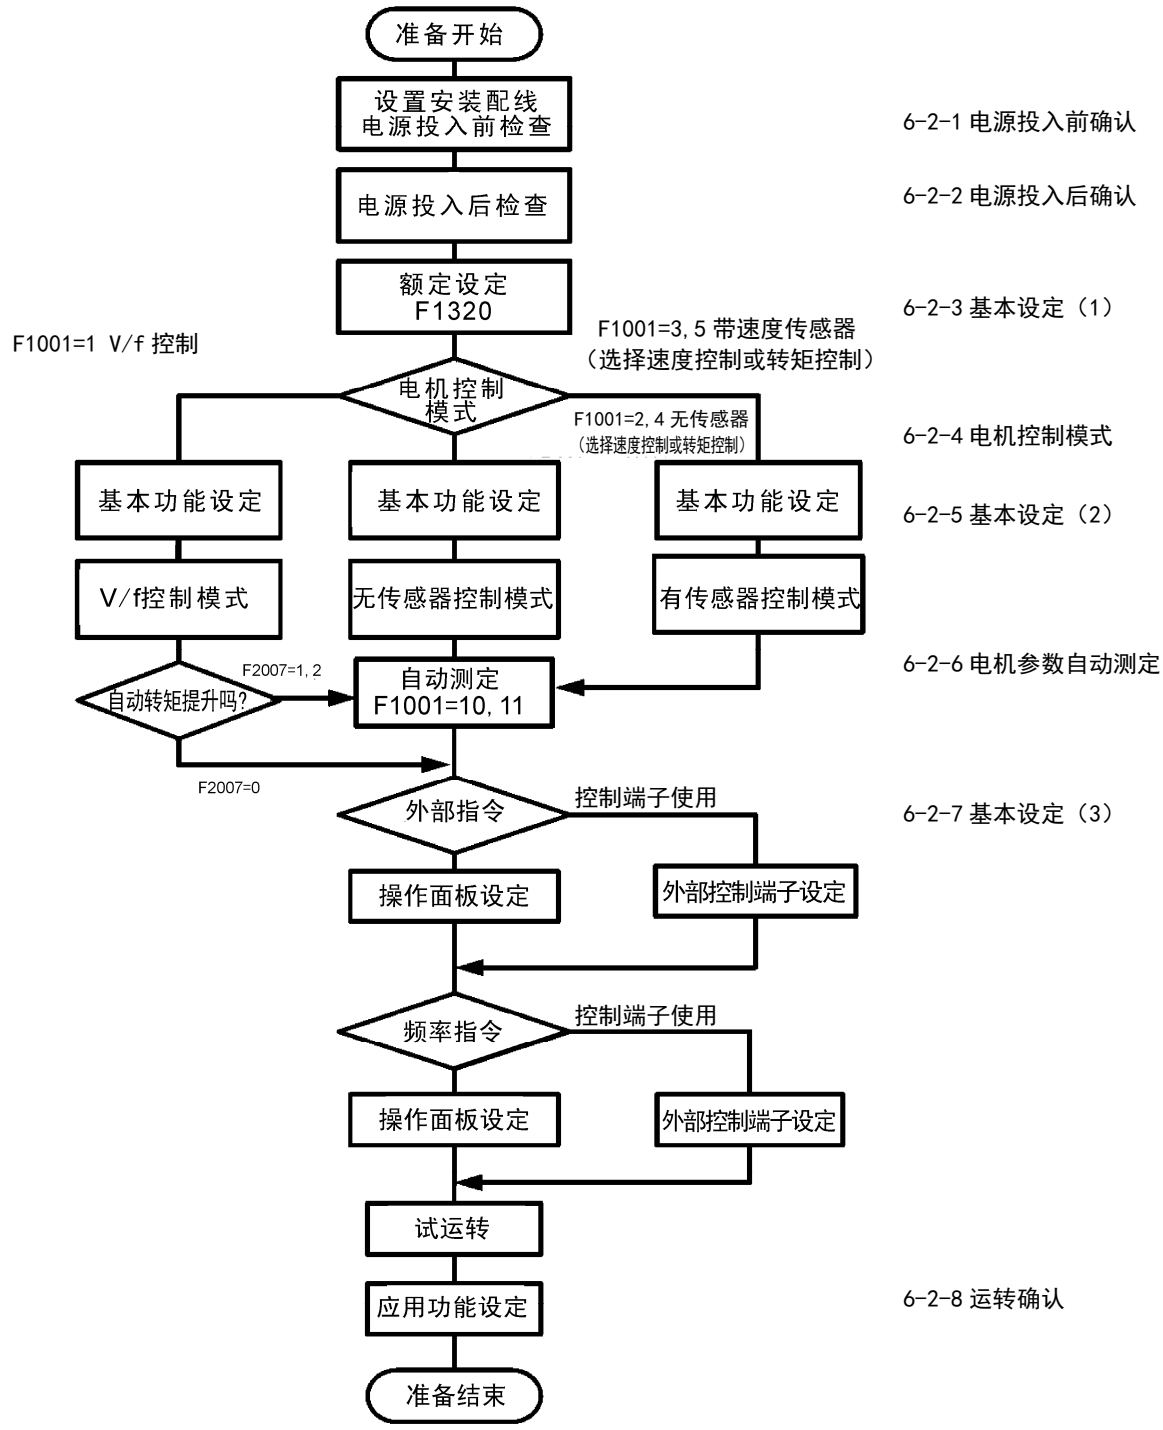 准备开始
设置安装配线
电源投入前检查
6-2-1 电源投入前确认
电源投入后检查
6-2-2 电源投入后确认
额定设定
F1320
6-2-3 基本设定（1）
F1001=1 V/f 控制
F1001=3,5 带速度传感器
（选择速度控制或转矩控制）
电机控制
模式
F1001=2,4 无传感器
（选择速度控制或转矩控制）
6-2-4 电机控制模式
基本功能设定
基本功能设定
基本功能设定
6-2-5 基本设定（2）
V/f控制模式
无传感器控制模式
有传感器控制模式
6-2-6 电机参数自动测定
自动转矩提升吗?
F2007=1,2
自动测定
F1001=10,11
F2007=0
外部指令
控制端子使用
6-2-7 基本设定（3）
操作面板设定
外部控制端子设定
频率指令
控制端子使用
操作面板设定
外部控制端子设定
试运转
应用功能设定
6-2-8 运转确认
准备结束